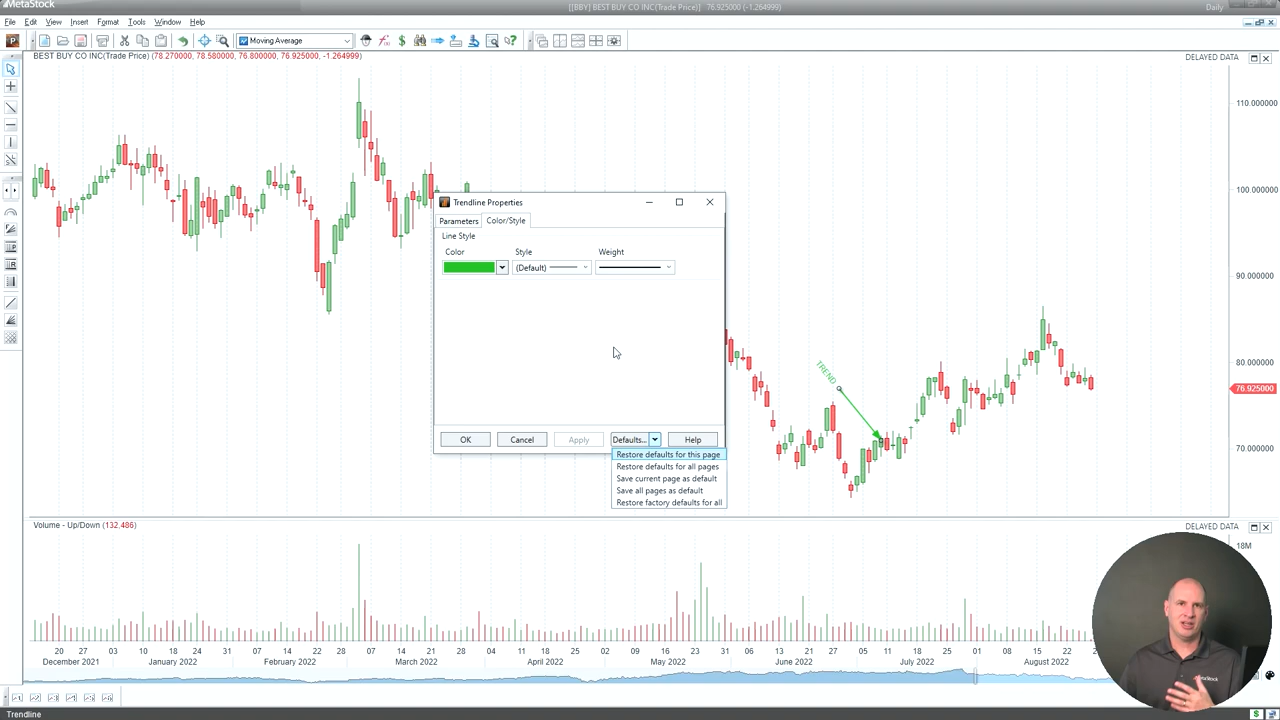 MetaStock
[[BBY] BEST BUY CO INC(Trade Price) 76.925000 (-1.264999)
Daily
File Edit View Insert Format Tools Window Help
Moving Average
BEST BUY CO INC(Trade Price) (78.270000, 78.580000, 76.800000, 76.925000, -1.264999)
DELAYED DATA
110.000000
100.000000
90.000000
80.000000
76.925000
70.000000
Trendline Properties
Parameters Color/Style
Line Style
Color Style Weight
(Default)
OK Cancel Apply Defaults... Help
Restore defaults for this page
Restore defaults for all pages
Save current page as default
Save all pages as default
Restore factory defaults for all
TREND
Volume - Up/Down (132,486)
DELAYED DATA
18M
20 27 03 10 18 24 31 07 14 22 28 07 14 21 28 04 11 18 25 02 09 16 23 31 06 13 21 27 05 11 18 25 01 08 15 22
December 2021 January 2022 February 2022 March 2022 April 2022 May 2022 June 2022 July 2022 August 2022
MetaStock
Trendline